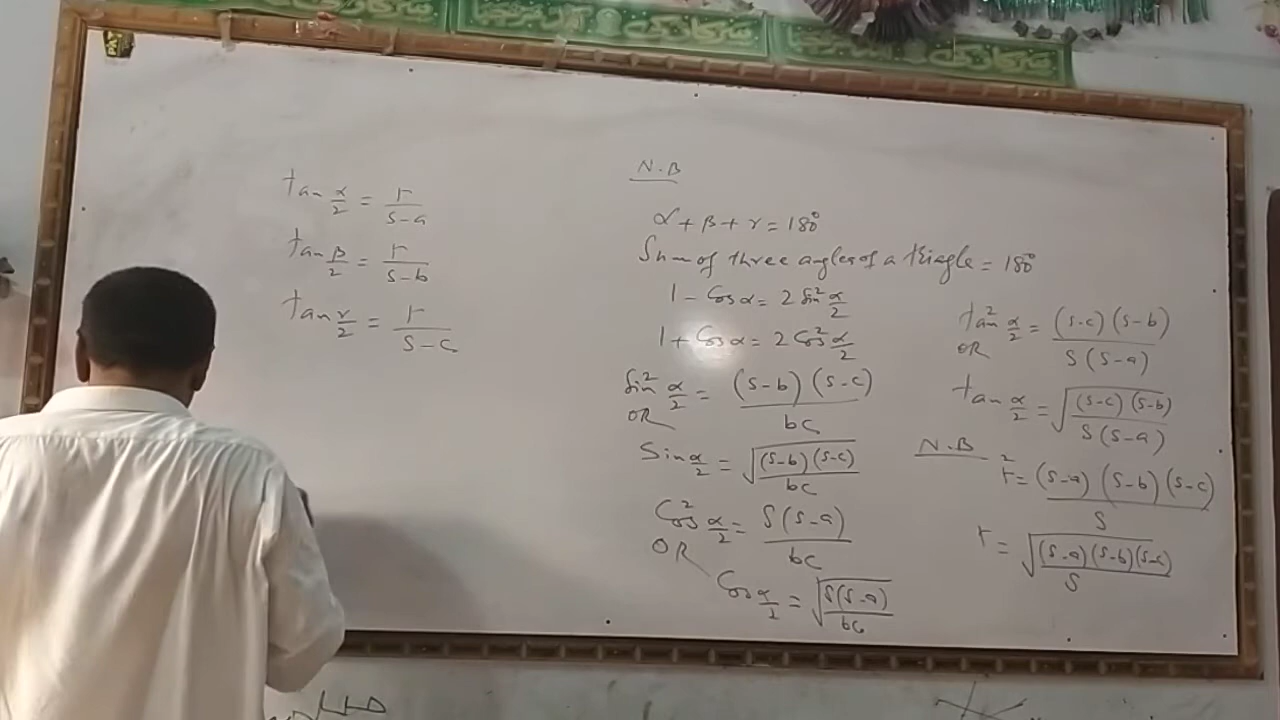 tan α/2 = r/(s-a)
tan β/2 = r/(s-b)
tan γ/2 = r/(s-c)
N.B
α + β + γ = 180°
Sum of three angles of a triagle = 180°
1 - Cos α = 2 Sin² α/2
1 + Cos α = 2 Cos² α/2
Sin² α/2 = (s-b)(s-c)/bc
OR
Sin α/2 = √((s-b)(s-c)/bc)
Cos² α/2 = s(s-a)/bc
OR
Cos α/2 = √(s(s-a)/bc)
tan² α/2 = (s-c)(s-b)/s(s-a)
OR
tan α/2 = √((s-c)(s-b)/s(s-a))
N.B
r² = (s-a)(s-b)(s-c)/s
r = √((s-a)(s-b)(s-c)/s)